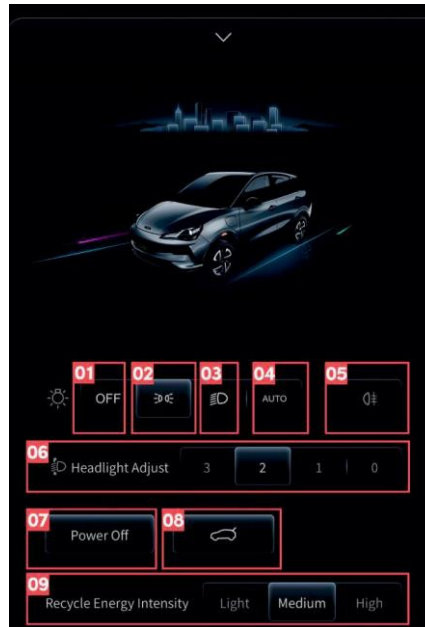 01 02 03 04 05
OFF AUTO
06
Headlight Adjust 3 2 1 0
07 08
Power Off
09
Recycle Energy Intensity Light Medium High